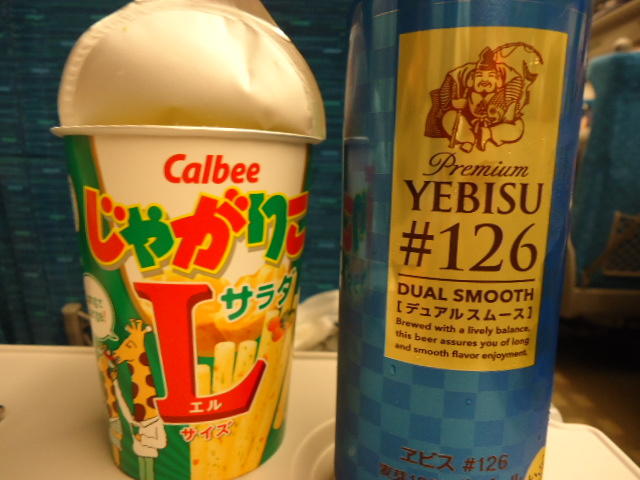 Calbee
じゃがりこ
サラダ
L
エル
サイズ
Premium
YEBISU
#126
DUAL SMOOTH
[デュアルスムース]
Brewed with a lively balance,
this beer assures you of long
and smooth flavor enjoyment.
ヱビス #126